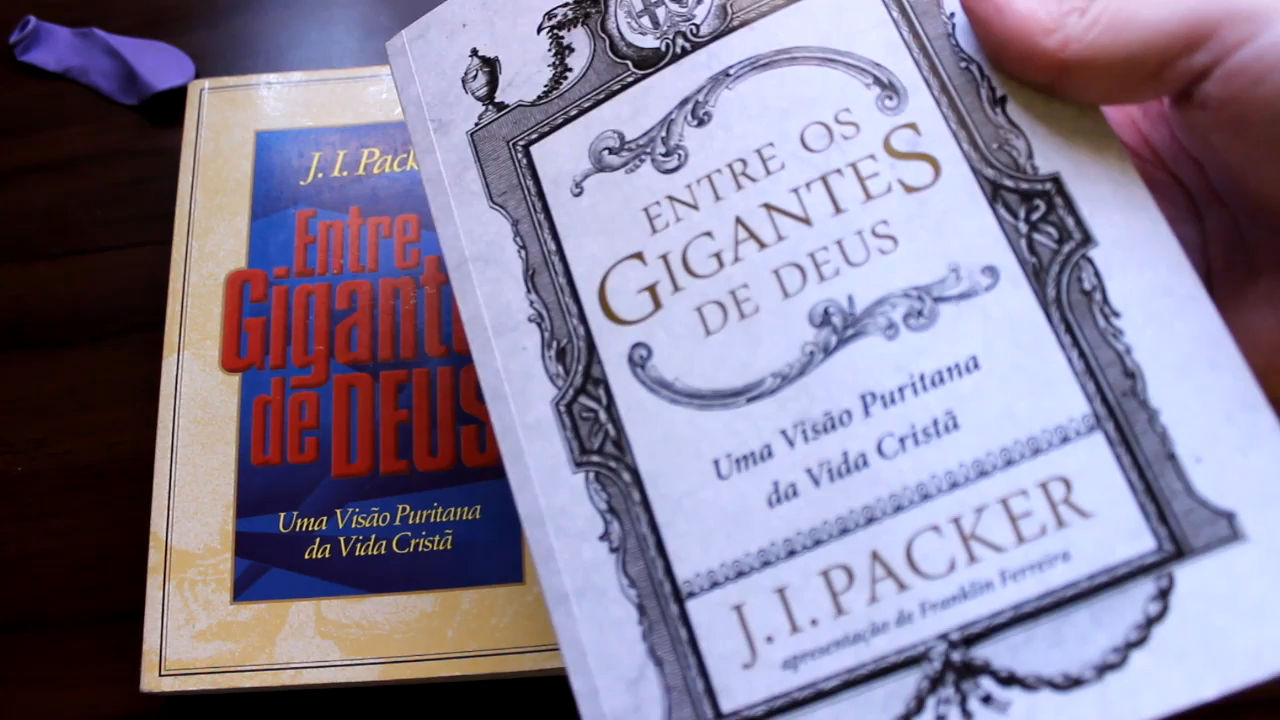 J. I. Pack
Entre
Gigante
de DEUS
Uma Visão Puritana
da Vida Cristã
ENTRE OS
GIGANTES
DE DEUS
Uma Visão Puritana
da Vida Cristã
J. I. PACKER
apresentação de Franklin Ferreira